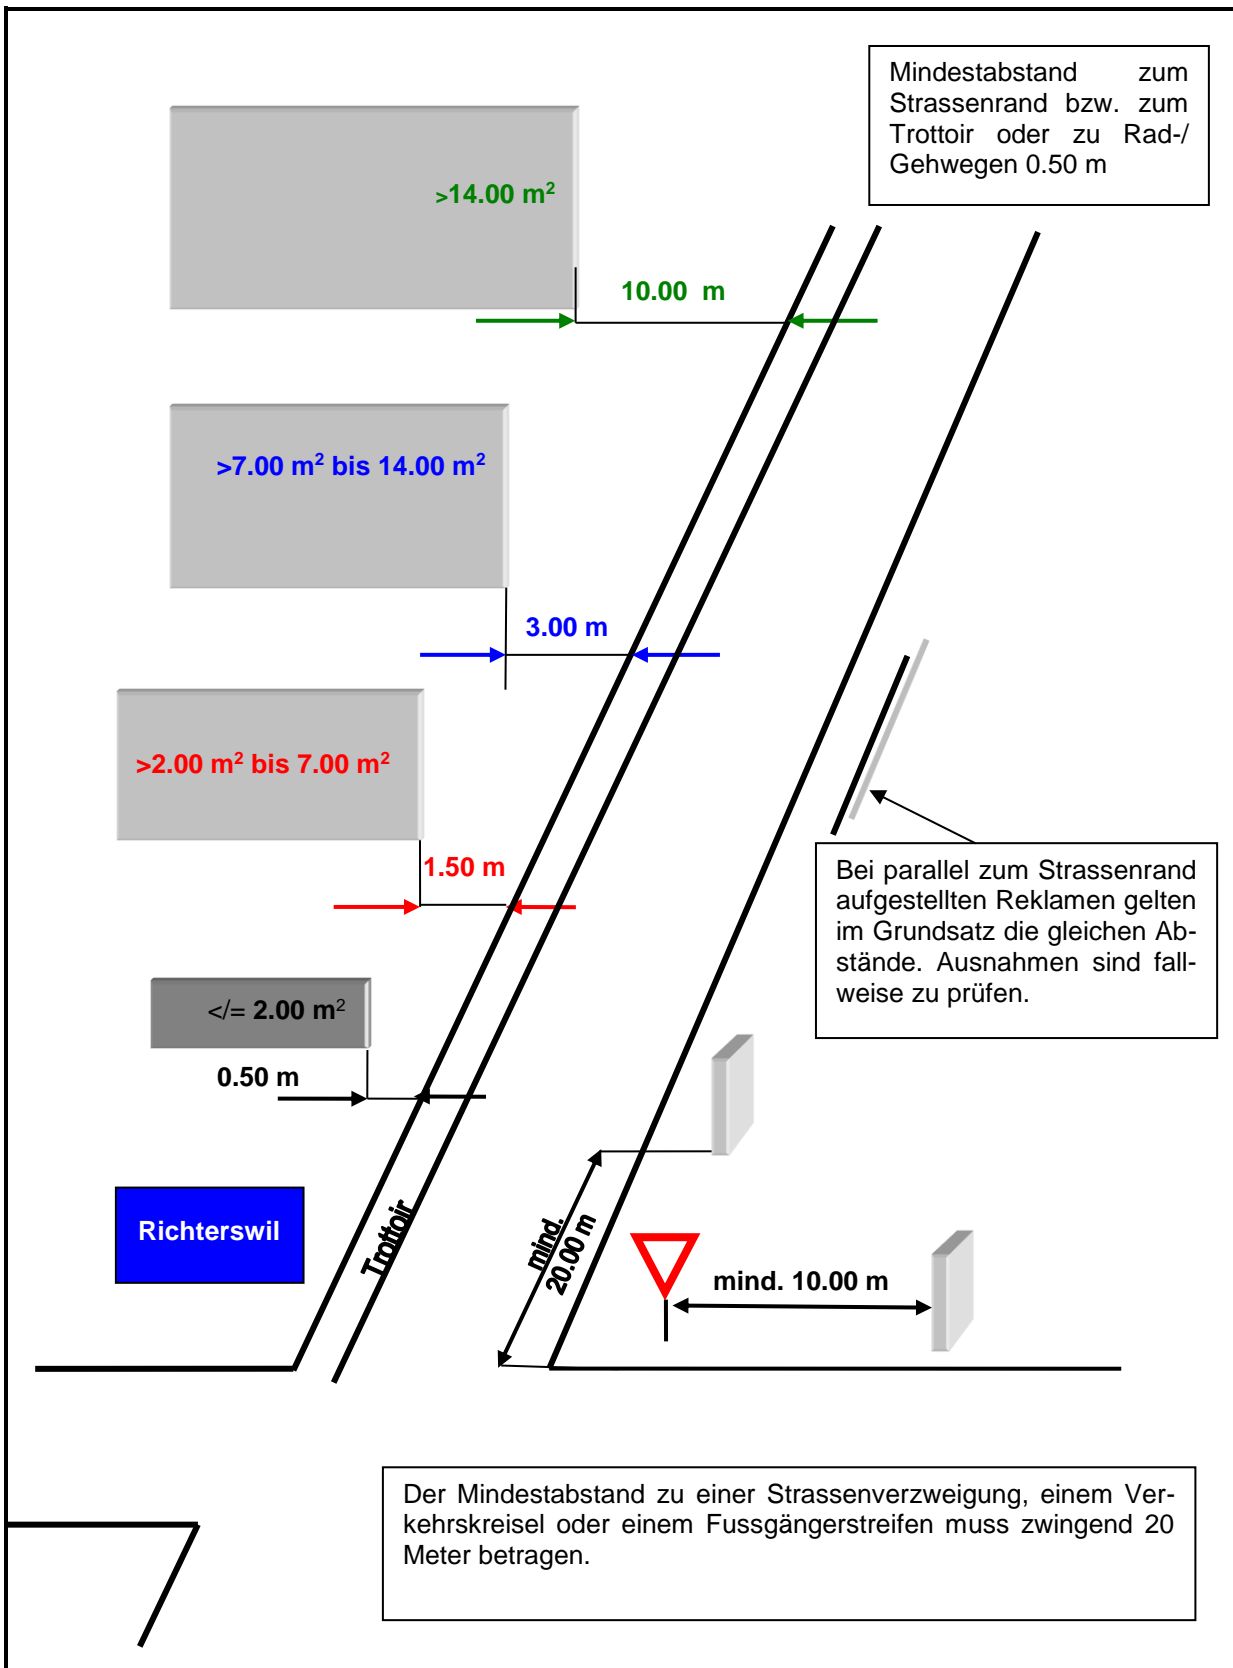 Mindestabstand zum
Strassenrand bzw. zum
Trottoir oder zu Rad-/
Gehwegen 0.50 m
>14.00 m²
10.00 m
>7.00 m² bis 14.00 m²
3.00 m
>2.00 m² bis 7.00 m²
1.50 m
Bei parallel zum Strassenrand
aufgestellten Reklamen gelten
im Grundsatz die gleichen Ab-
stände. Ausnahmen sind fall-
weise zu prüfen.
</= 2.00 m²
0.50 m
Richterswil
Trottoir
mind.
20.00 m
mind. 10.00 m
Der Mindestabstand zu einer Strassenverzweigung, einem Ver-
kehrskreisel oder einem Fussgängerstreifen muss zwingend 20
Meter betragen.